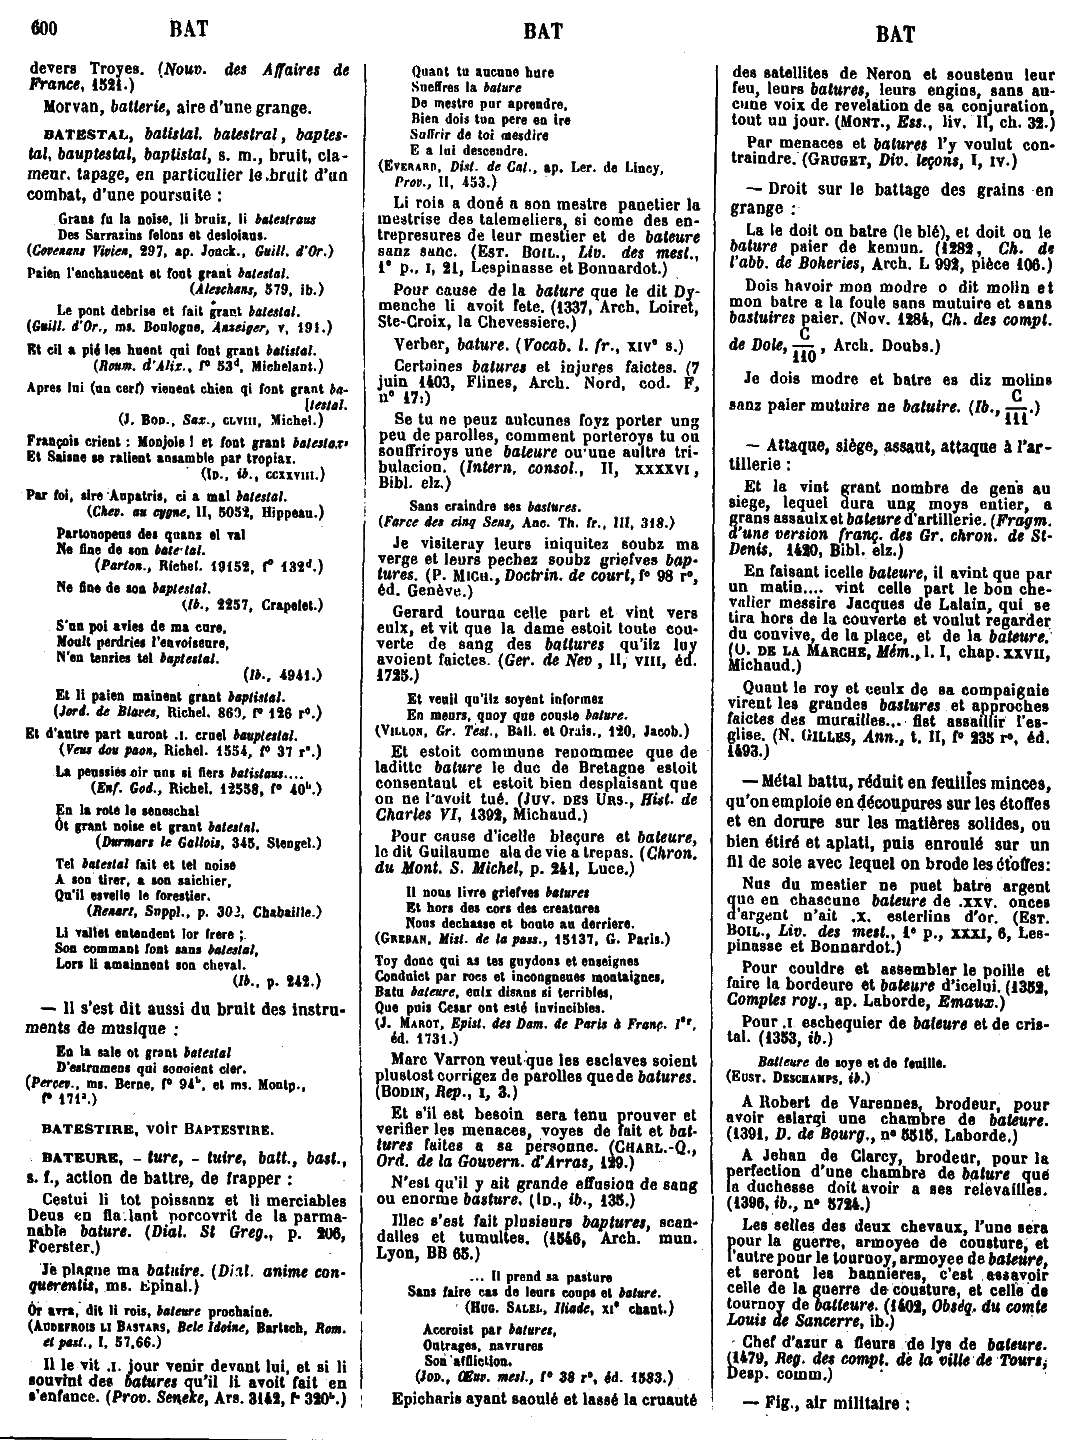 600 BAT BAT BAT
devers Troyes. (Nouv. des Affaires de
France, 1521.)
Morvan, batterie, aire d'une grange.
BATESTAL, batistal, batestral, baptes-
tal, bauptestal, baptistal, s. m., bruit, cla-
meur, tapage, en particulier le bruit d'un
combat, d'une poursuite :
Grans fu la noise, li bruiz, li batestraus
Des Sarrazins felons et desloiaus.
(Covenans Vivien, 297, ap. Jonck., Guill. d'Or.)
Paien l'enchaucent et font grant batestal.
(Aleschans, 579, ib.)
Le pont debrise et fait grant batestal.
(Guill. d'Or., ms. Boulogne, Anzeiger, v, 191.)
Et cil a pié les huent qui font grant batistal.
(Roum. d'Alix., f° 53d, Michelant.)
Apres lui (un cerf) vienent chien qi font grant ba-
[testal.
(J. BOD., Sax., CLVIII, Michel.)
François crient : Monjoie ! et font grant batestax
Et Saisne se ralient ansamble par tropiax.
(ID., ib., CCXXVIII.)
Par foi, sire Anpatris, ci a mal batestal.
(Chev. au cygne, II, 5052, Hippeau.)
Partonopeus des quanz el val
Ne fine de son batestal.
(Parton., Richel. 19152, f° 132d.)
Ne fine de son baptestal.
(Ib., 2257, Crapelet.)
S'un poi avies de ma cure,
Moult perdries l'envoiseure,
N'en tenries tel baptestal.
(Ib., 4941.)
Et li paien mainent grant baptistal.
(Jord. de Blaves, Richel. 860, f° 126 r°.)
Et d'autre part auront .I. cruel bauptestal.
(Veus dou paon, Richel. 1554, f° 37 r°.)
La peussies oir uns si fiers batistaus....
(Enf. God., Richel. 12558, f° 40b.)
En la rote le seneschal
Ot grant noise et grant batestal.
(Durmars le Gallois, 345, Stengel.)
Tel batestal fait et tel noise
A son tirer, a son saichier,
Qu'il esvelle le forestier.
(Renart, Suppl., p. 302, Chabaille.)
Li vallet entendent lor frere ;
Son commant font sans batestal,
Lors li amainnent son cheval.
(Ib., p. 242.)
— Il s'est dit aussi du bruit des instru-
ments de musique :
En la sale ot grant batestal
D'estrumens qui sonoient cler.
(Percev., ms. Berne, f° 94b, et ms. Montp.,
f° 171a.)
BATESTIRE, voir BAPTESTIRE.
BATEURE, - ture, - tuire, batt., bast.,
s. f., action de battre, de frapper :
Cestui li tot poissanz et li merciables
Deus en flaelant porcovrit de la parma-
nable bature. (Dial. St Greg., p. 206,
Foerster.)
Je plagne ma batuire. (Dial. anime con-
querentis, ms. Epinal.)
Or avra, dit li rois, bateure prochaine.
(AUDEFROIS LI BASTARS, Bele Idoine, Bartsch, Rom.
et past., I, 57,66.)
Il le vit .I. jour venir devant lui, et si li
souvint des batures qu'il li avoit fait en
s'enfance. (Prov. Seneke, Ars. 3142, f° 320b.)
Quant tu aucune hure
Sueffres la bature
De mestre pur aprendre,
Bien dois tun pere en ire
Suffrir de toi mesdire
E a lui descendre.
(EVERARD, Dist. de Cat., ap. Ler. de Lincy,
Prov., II, 453.)
Li rois a doné a son mestre panetier la
mestrise des talemeliers, si come des en-
trepresures de leur mestier et de bateure
sanz sanc. (EST. BOIL., Liv. des mest.,
1° p., I, 21, Lespinasse et Bonnardot.)
Pour cause de la bature que le dit Dy-
menche li avoit fete. (1337, Arch. Loiret,
Ste-Croix, la Chevessiere.)
Verber, bature. (Vocab. l. fr., XIV° s.)
Certaines batures et injures faictes. (7
juin 1403, Flines, Arch. Nord, cod. F,
n° 17:)
Se tu ne peuz aulcunes foyz porter ung
peu de parolles, comment porteroys tu ou
souffriroys une bateure ou une aultre tri-
bulacion. (Intern. consol., II, XXXXVI,
Bibl. elz.)
Sans craindre ses bastures.
(Farce des cinq Sens, Anc. Th. fr., III, 318.)
Je visiteray leurs iniquitez soubz ma
verge et leurs pechez soubz griefves bap-
tures. (P. MICH., Doctrin. de court, f° 98 r°,
éd. Genève.)
Gerard tourna celle part et vint vers
eulx, et vit que la dame estoit toute cou-
verte de sang des battures qu'ilz luy
avoient faictes. (Ger. de Nev , II, VIII, éd.
1725.)
Et veuil qu'ilz soyent informez
En meurs, quoy que couste bature.
(VILLON, Gr. Test., Ball. et Orais., 120, Jacob.)
Et estoit commune renommee que de
laditte bature le duc de Bretagne estoit
consentant et estoit bien desplaisant que
on ne l'avoit tué. (JUV. DES URS., Hist. de
Charles VI, 1392, Michaud.)
Pour cause d'icelle bleçure et bateure,
le dit Guilaume ala de vie a trepas. (Chron.
du Mont. S. Michel, p. 241, Luce.)
Il nous livre griefves batures
Et hors des cors des creatures
Nous dechasse et boute au derriere.
(GREBAN, Mist. de la pass., 15137, G. Paris.)
Toy donc qui as tes guydons et enseignes
Conduict par rocs et incongneues montaignes,
Batu bateure, eulx disans si terribles,
Que puis Cesar ont esté invincibles.
(J. MAROT, Epist. des Dam. de Paris à Franç. Ier,
éd. 1731.)
Marc Varron veut que les esclaves soient
plustost corrigez de parolles que de batures.
(BODIN, Rep., I, 3.)
Et s'il est besoin sera tenu prouver et
verifier les menaces, voyes de fait et bat-
tures faites a sa personne. (CHARL.-Q.,
Ord. de la Gouvern. d'Arras, 129.)
N'est qu'il y ait grande effusion de sang
ou enorme basture. (ID., ib., 135.)
Illec s'est fait plusieurs baptures, scan-
dalles et tumultes. (1546, Arch. mun.
Lyon, BB 65.)
... Il prend sa pasture
Sans faire cas de leurs coups et bature.
(HUG. SALEL, Iliade, XI° chant.)
Accroist par batures,
Outrages, navrures
Son affliction.
(JOD., Œuv. mesl., f° 38 r°, éd. 1583.)
Epicharis ayant saoulé et lassé la cruauté
des satellites de Neron et soustenu leur
feu, leurs batures, leurs engins, sans au-
cune voix de revelation de sa conjuration,
tout un jour. (MONT., Ess., liv. II, ch. 32.)
Par menaces et batures l'y voulut con-
traindre. (GRUGET, Div. leçons, I, IV.)
— Droit sur le battage des grains en
grange :
La le doit on batre (le blé), et doit on le
bature paier de kemun. (1282, Ch. de
l'abb. de Boheries, Arch. L 992, pièce 106.)
Dois havoir mon modre o dit molin et
mon batre a la foule sans mutuire et sans
bastuires paier. (Nov. 1284, Ch. des compt.
de Dole, C/110, Arch. Doubs.)
Je dois modre et batre es diz molins
sanz paier mutuire ne batuire. (Ib., C/111.)
— Attaque, siège, assaut, attaque à l'ar-
tillerie :
Et la vint grant nombre de gens au
siege, lequel dura ung moys entier, a
grans assaulx et bateure d'artillerie. (Fragm.
d'une version franç. des Gr. chron. de St-
Denis, 1420, Bibl. elz.)
En faisant icelle bateure, il avint que par
un matin.... vint celle part le bon che-
valier messire Jacques de Lalain, qui se
tira hors de la couverte et voulut regarder
du convive, de la place, et de la bateure.
(O. DE LA MARCHE, Mém., l. I, chap. XXVII,
Michaud.)
Quant le roy et ceulx de sa compaignie
virent les grandes bastures et approches
faictes des murailles... fist assaillir l'es-
glise. (N. GILLES, Ann., t. II, f° 235 r°, éd.
1493.)
— Métal battu, réduit en feuilles minces,
qu'on emploie en découpures sur les étoffes
et en dorure sur les matières solides, ou
bien étiré et aplati, puis enroulé sur un
fil de soie avec lequel on brode les étoffes:
Nus du mestier ne puet batre argent
que en chascune bateure de .XXV. onces
d'argent n'ait .X. esterlins d'or. (EST.
BOIL., Liv. des mest., 1° p., XXXI, 6, Les-
pinasse et Bonnardot.)
Pour couldre et assembler le poille et
faire la bordeure et bateure d'icelui. (1352,
Comptes roy., ap. Laborde, Emaux.)
Pour .I eschequier de bateure et de cris-
tal. (1353, ib.)
Batteure de soye et de feuille.
(EUST. DESCHAMPS, ib.)
A Robert de Varennes, brodeur, pour
avoir eslargi une chambre de bateure.
(1391, D. de Bourg., n° 5515, Laborde.)
A Jehan de Clarcy, brodeur, pour la
perfection d'une chambre de bature que
la duchesse doit avoir a ses relevailles.
(1396, ib., n° 5724.)
Les selles des deux chevaux, l'une sera
pour la guerre, armoyee de cousture, et
l'autre pour le tournoy, armoyee de bateure,
et seront les bannieres, c'est assavoir
celle de la guerre de cousture, et celle de
tournoy de batteure. (1402, Obséq. du comte
Louis de Sancerre, ib.)
Chef d'azur a fleurs de lys de bateure.
(1479, Reg. des compt. de la ville de Tours,
Desp. comm.)
— Fig., air militaire :